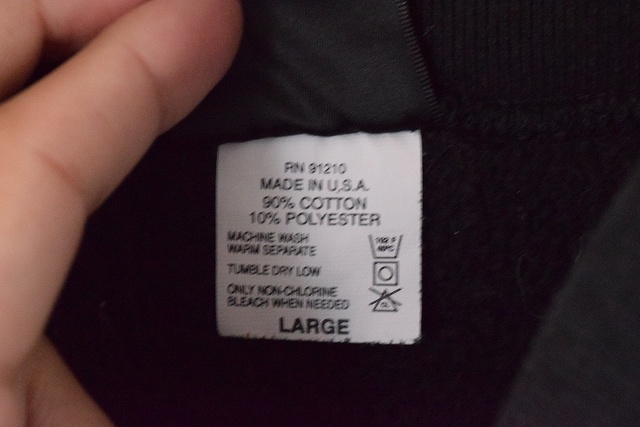 RN 91210
MADE IN U.S.A.
90% COTTON
10% POLYESTER
MACHINE WASH
WARM SEPARATE
TUMBLE DRY LOW
ONLY NON-CHLORINE
BLEACH WHEN NEEDED
LARGE